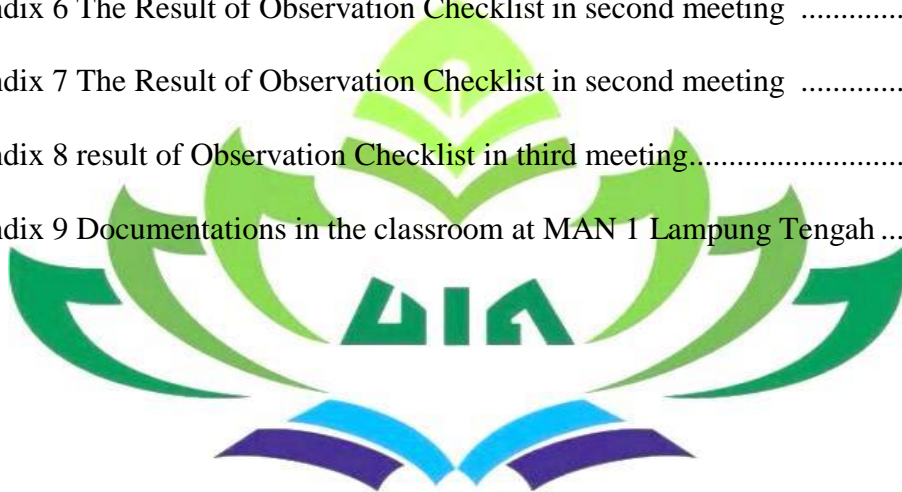 ndix 6 The Result of Observation Checklist in second meeting .............
ndix 7 The Result of Observation Checklist in second meeting .............
ndix 8 result of Observation Checklist in third meeting............................
ndix 9 Documentations in the classroom at MAN 1 Lampung Tengah ...
UIN